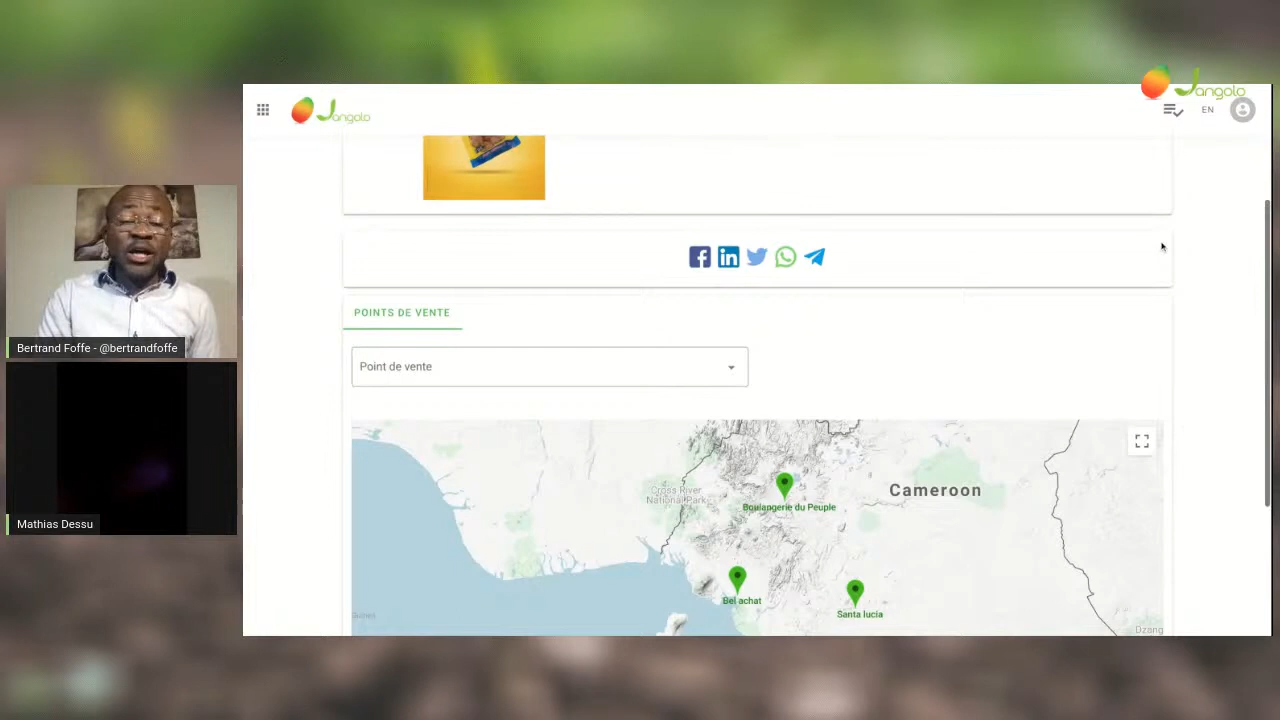 Jangolo
Jangolo
EN
POINTS DE VENTE
Point de vente
Cross River
National Park
Cameroon
Boulangerie du Peuple
Bel achat
Santa lucia
Dzang
Bertrand Foffe - @bertrandfoffe
Mathias Dessu